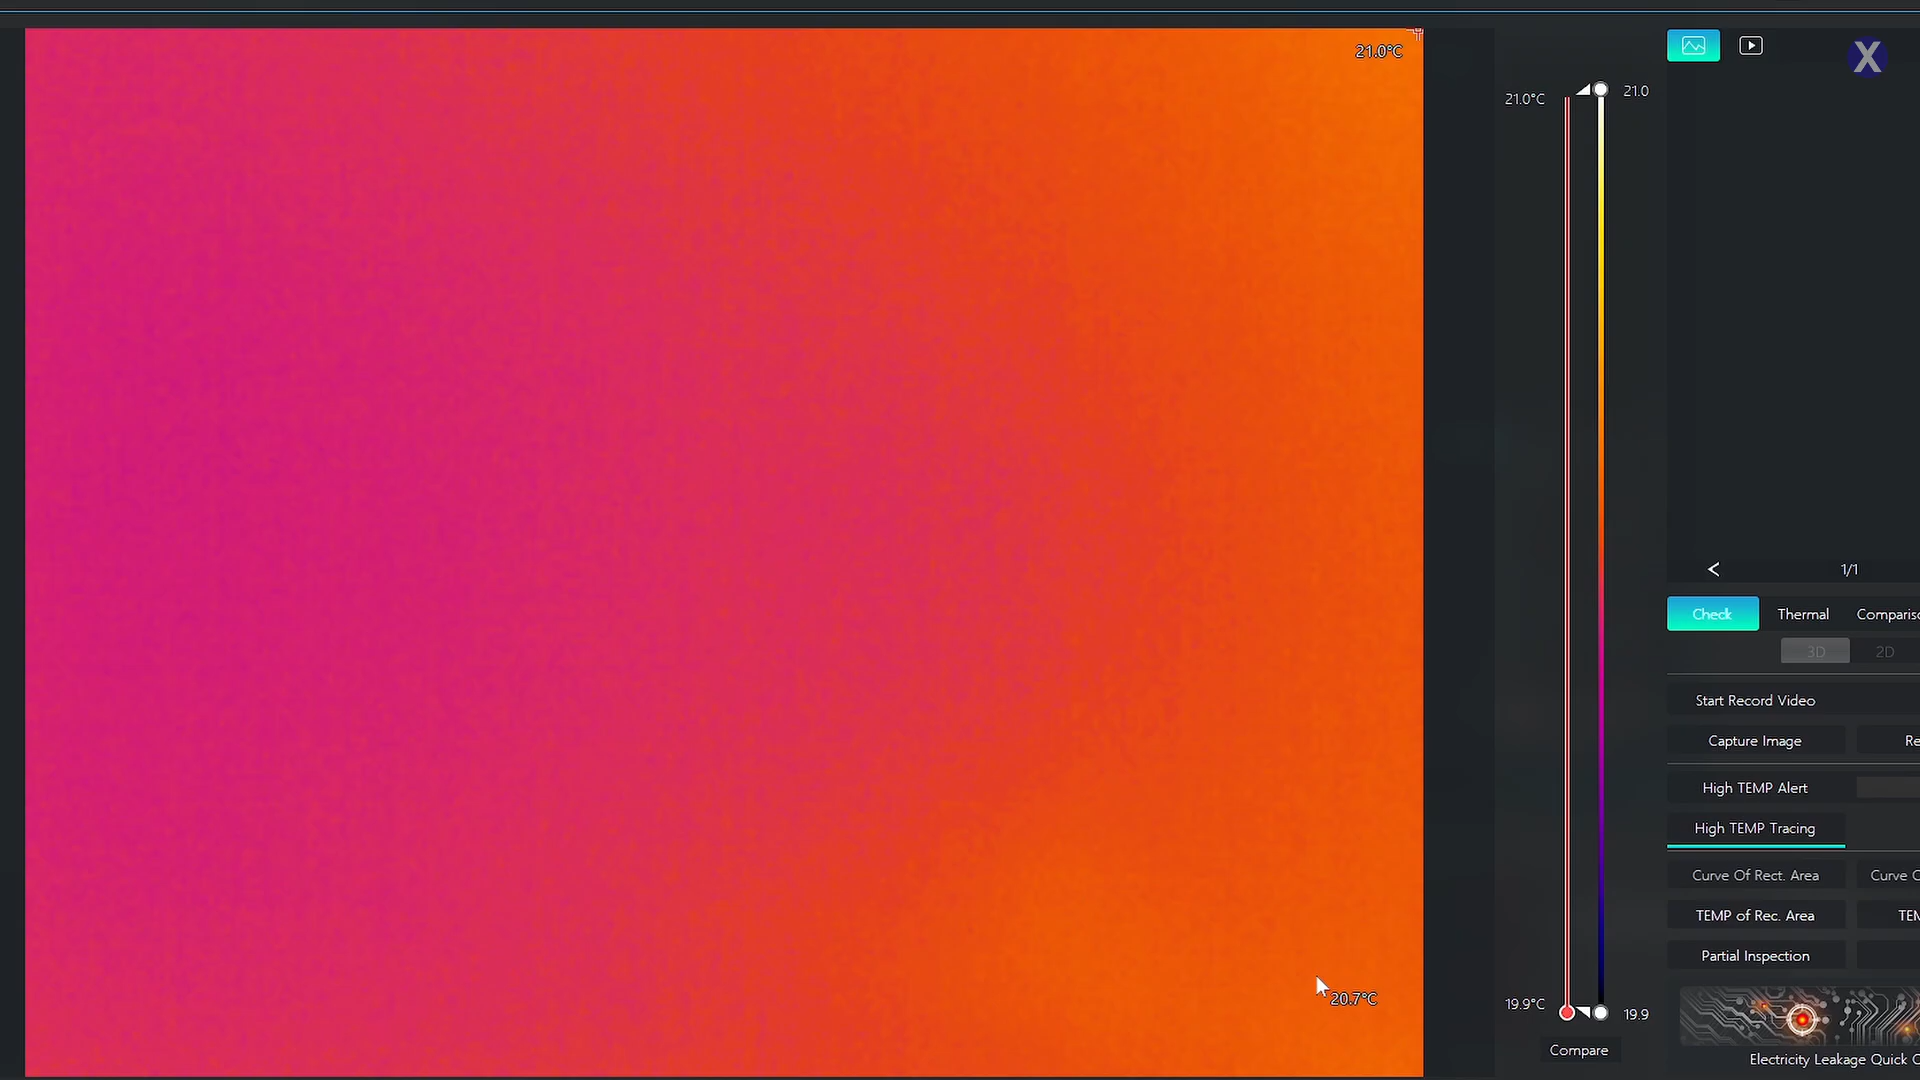 21.0°C
X
21.0°C
21.0
<
1/1
Check
Thermal
3D
2D
Start Record Video
Capture Image
High TEMP Alert
High TEMP Tracing
Curve Of Rect. Area
Curve
TEMP of Rec. Area
Partial Inspection
20.7°C
19.9°C
19.9
Compare
Electricity Leakage Quick